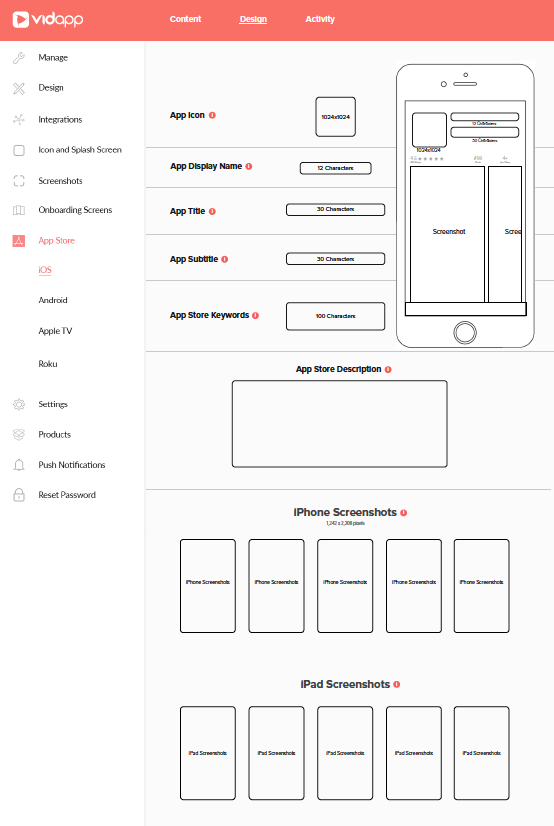 vidapp
Content Design Activity
Manage
Design
Integrations
Icon and Splash Screen
Screenshots
Onboarding Screens
App Store
iOS
Android
Apple TV
Roku
Settings
Products
Push Notifications
Reset Password
App Icon
1024x1024
App Display Name
12 Characters
App Title
30 Characters
App Subtitle
30 Characters
App Store Keywords
100 Characters
12 Characters
30 Characters
1024x1024
4+
Screenshot
Scree
App Store Description
iPhone Screenshots
1,242 x 2,208 pixels
iPhone Screenshots iPhone Screenshots iPhone Screenshots iPhone Screenshots iPhone Screenshots
iPad Screenshots
iPad Screenshots iPad Screenshots iPad Screenshots iPad Screenshots iPad Screenshots